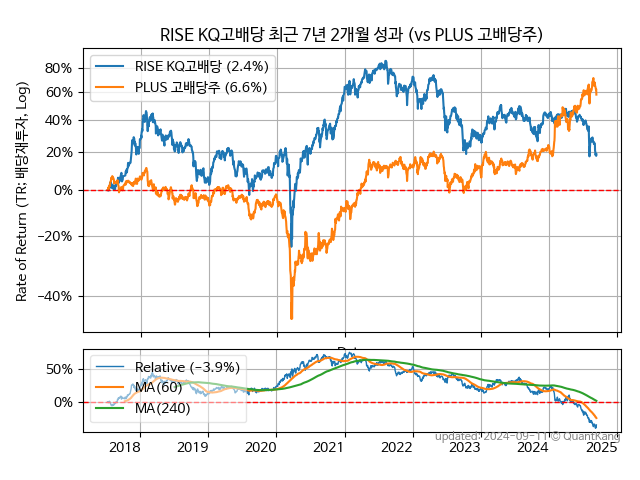 RISE KQ고배당 최근 7년 2개월 성과 (vs PLUS 고배당주)
Rate of Return (TR: 배당재투자, Log)
80%
60%
40%
20%
0%
−20%
−40%
RISE KQ고배당 (2.4%)
PLUS 고배당주 (6.6%)
50%
0%
Relative (−3.9%)
MA(60)
MA(240)
2018 2019 2020 2021 2022 2023 2024 2025
updated: 2024-09-11 © QuantKang